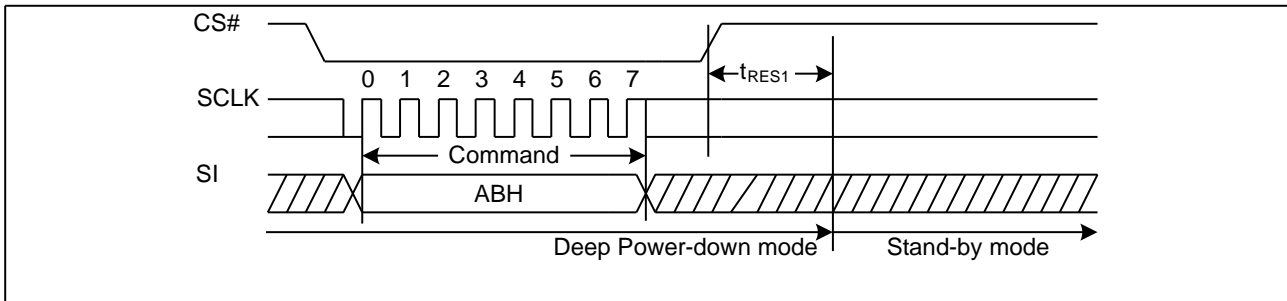 CS#
tRES1
0 1 2 3 4 5 6 7
SCLK
Command
SI
ABH
Deep Power-down mode Stand-by mode